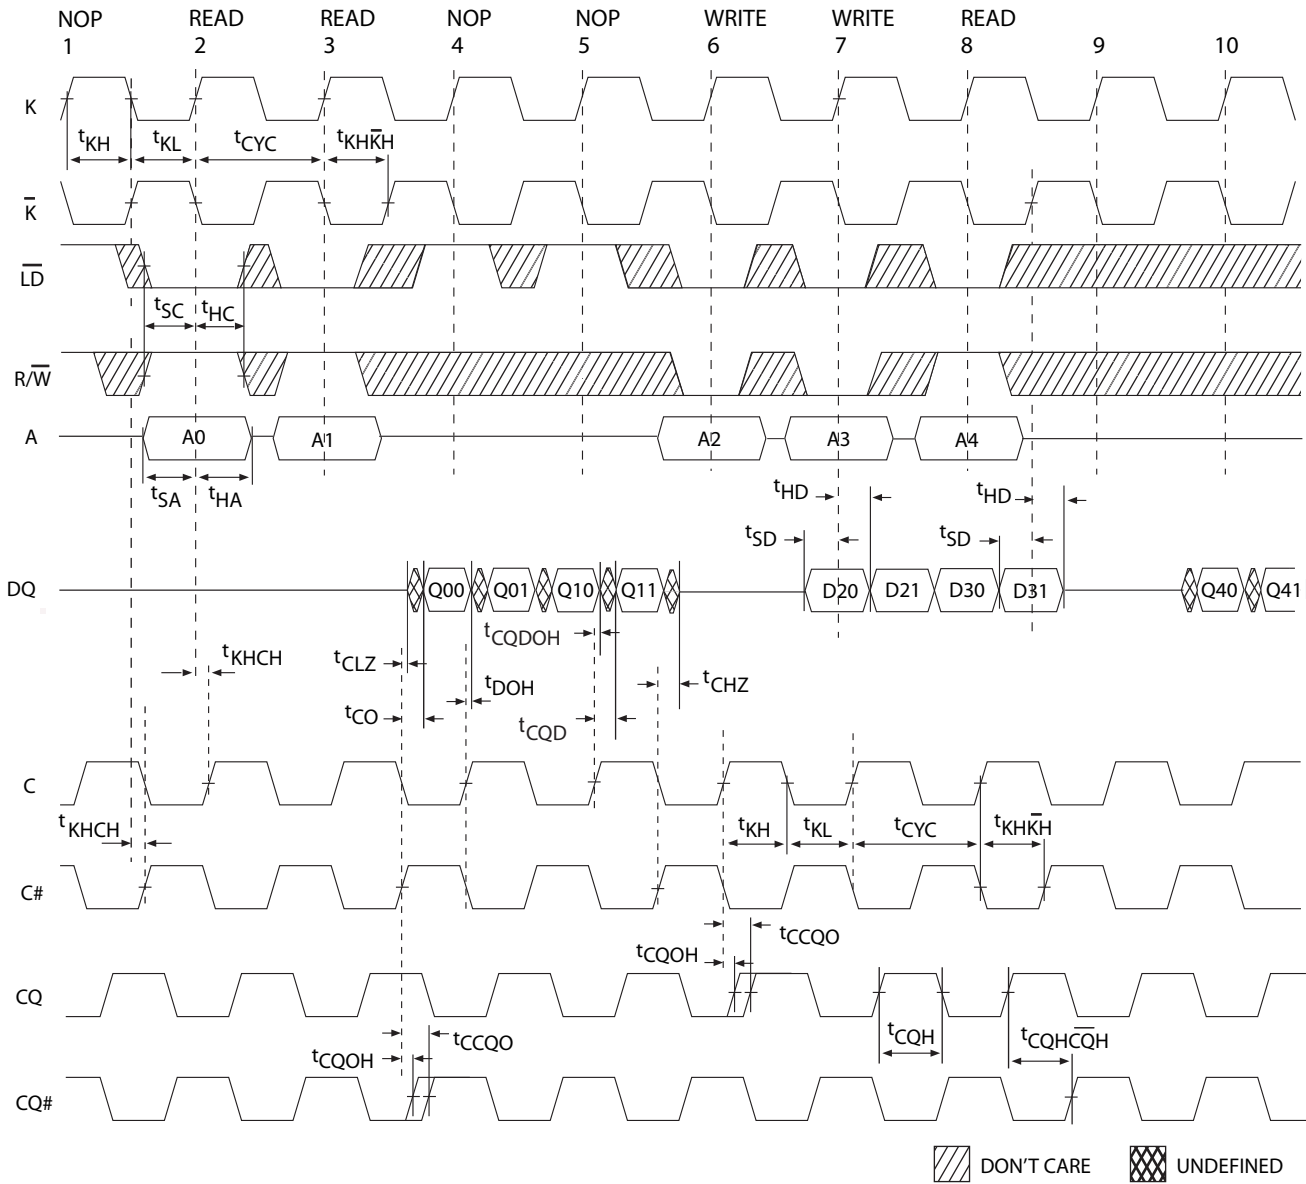 NOP READ READ NOP NOP WRITE WRITE READ
1 2 3 4 5 6 7 8 9 10
K
tKH tKL tCYC tKHK̅H
K̅
L̅D̅
tSC tHC
R/W̅
A A0 A1 A2 A3 A4
tSA tHA tHD tHD
tSD tSD
DQ Q00 Q01 Q10 Q11 D20 D21 D30 D31 Q40 Q41
tCQDOH
tKHCH tCLZ tDOH tCHZ
tCO tCQD
C
tKHCH tKH tKL tCYC tKHK̅H
C#
tCCQO
tCQOH
CQ
tCCQO tCQH tCQHC̅Q̅H
tCQOH
CQ#
DON'T CARE UNDEFINED